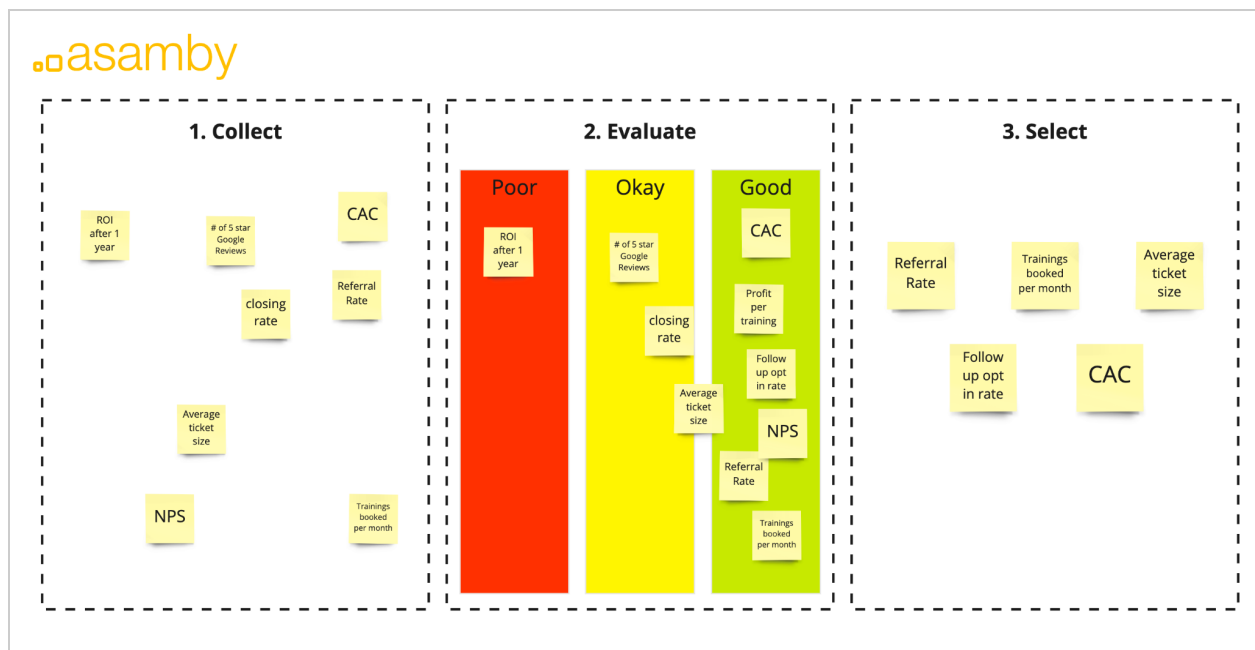 asamby
1. Collect
ROI
after 1
year
# of 5 star
Google
Reviews
CAC
closing
rate
Referral
Rate
Average
ticket
size
NPS
Trainings
booked
per month
2. Evaluate
Poor
Okay
Good
ROI
after 1
year
# of 5 star
Google
Reviews
closing
rate
Average
ticket
size
CAC
Profit
per
training
Follow
up opt
in rate
NPS
Referral
Rate
Trainings
booked
per month
3. Select
Referral
Rate
Trainings
booked
per month
Average
ticket
size
Follow
up opt
in rate
CAC